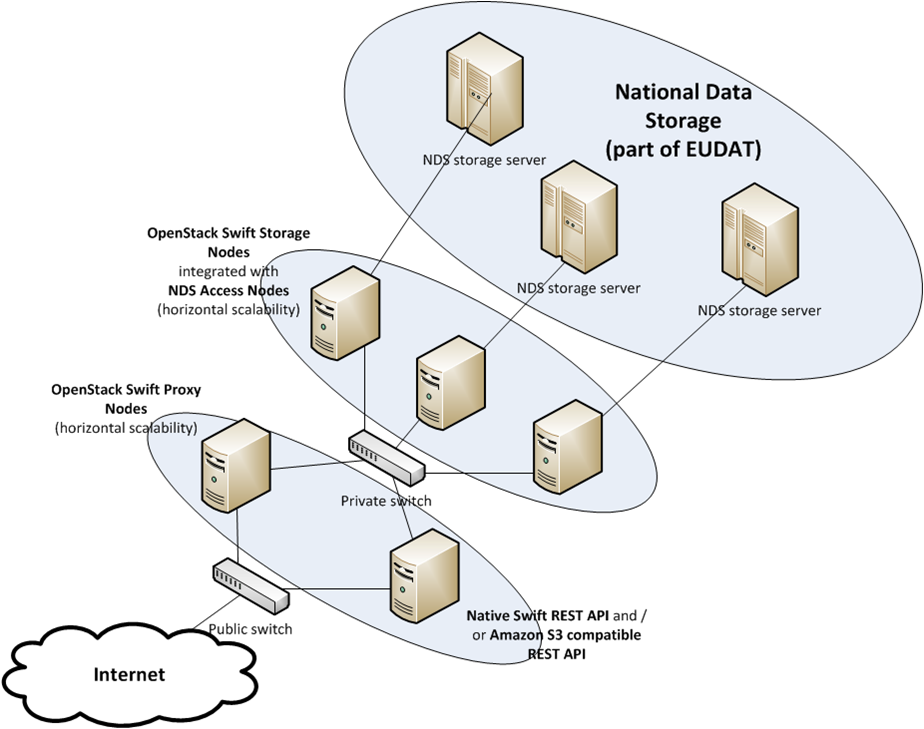 National Data
Storage
(part of EUDAT)
NDS storage server
NDS storage server
NDS storage server
OpenStack Swift Storage
Nodes
integrated with
NDS Access Nodes
(horizontal scalability)
OpenStack Swift Proxy
Nodes
(horizontal scalability)
Private switch
Public switch
Native Swift REST API and /
or Amazon S3 compatible
REST API
Internet